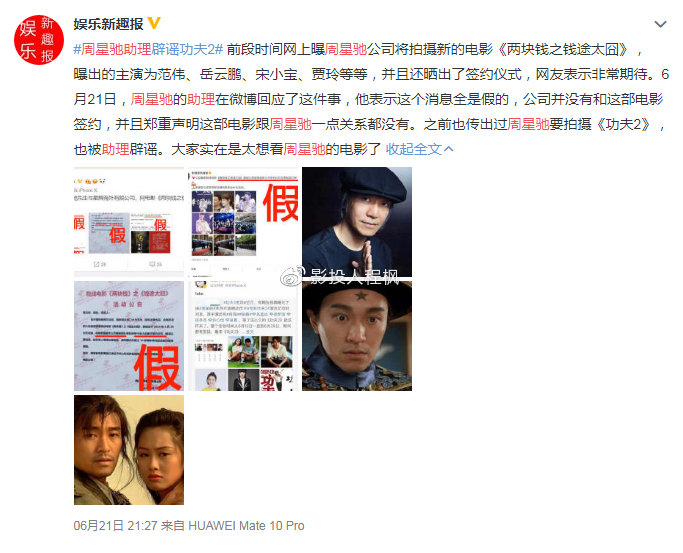 娱乐新趣报
#周星驰助理辟谣功夫2# 前段时间网上曝周星驰公司将拍摄新的电影《两块钱之钱途太囧》，
曝出的主演为范伟、岳云鹏、宋小宝、贾玲等等，并且还晒出了签约仪式，网友表示非常期待。6
月21日，周星驰的助理在微博回应了这件事，他表示这个消息全是假的，公司并没有和这部电影
签约，并且郑重声明这部电影跟周星驰一点关系都没有。之前也传出过周星驰要拍摄《功夫2》，
也被助理辟谣。大家实在是太想看周星驰的电影了 收起全文
娱乐
新趣报
假
假
假
影投人程枫
活动公告
假
06月21日 21:27 来自 HUAWEI Mate 10 Pro